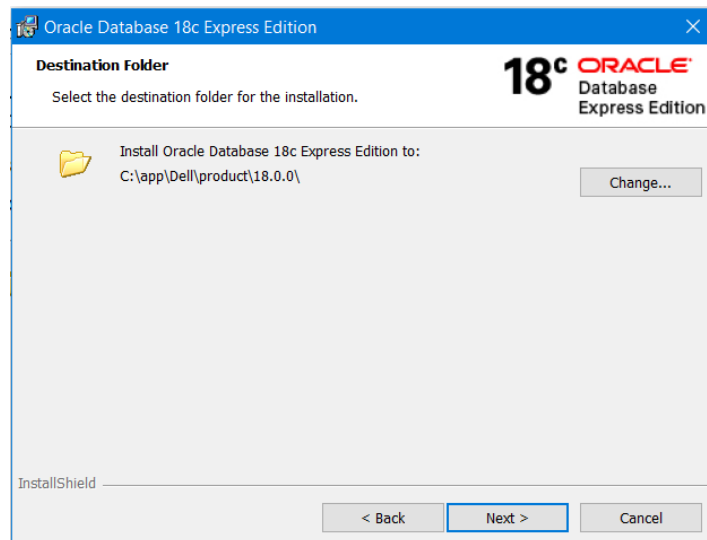 Oracle Database 18c Express Edition
Destination Folder
Select the destination folder for the installation.
18c ORACLE
Database
Express Edition
Install Oracle Database 18c Express Edition to:
C:\app\Dell\product\18.0.0\
Change...
InstallShield
< Back
Next >
Cancel